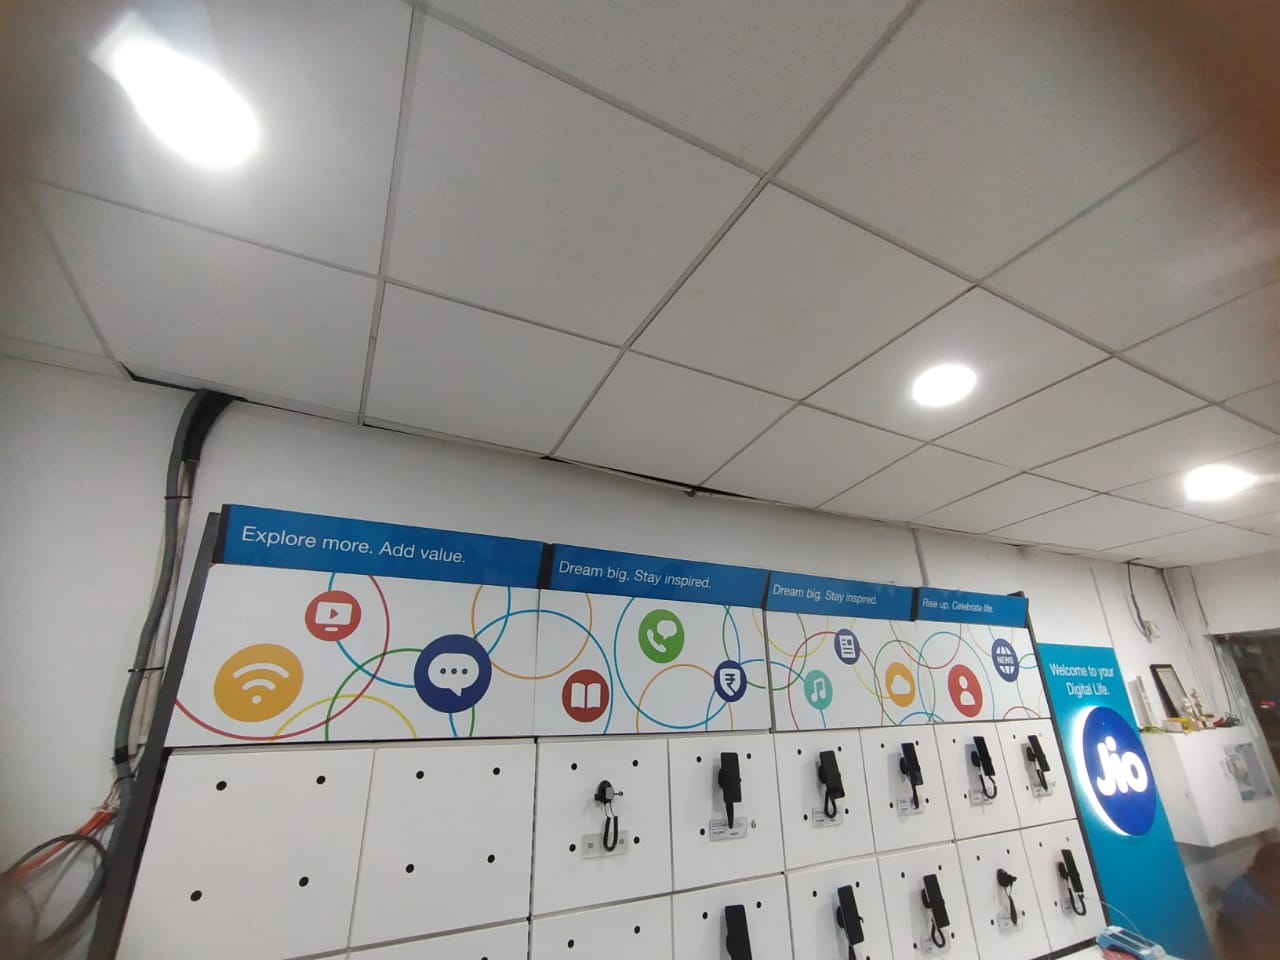 Explore more. Add value.
Dream big. Stay inspired.
Dream big. Stay inspired.
Rise up. Celebrate life.
NEWS
Welcome to your
Digital Life.
Jio